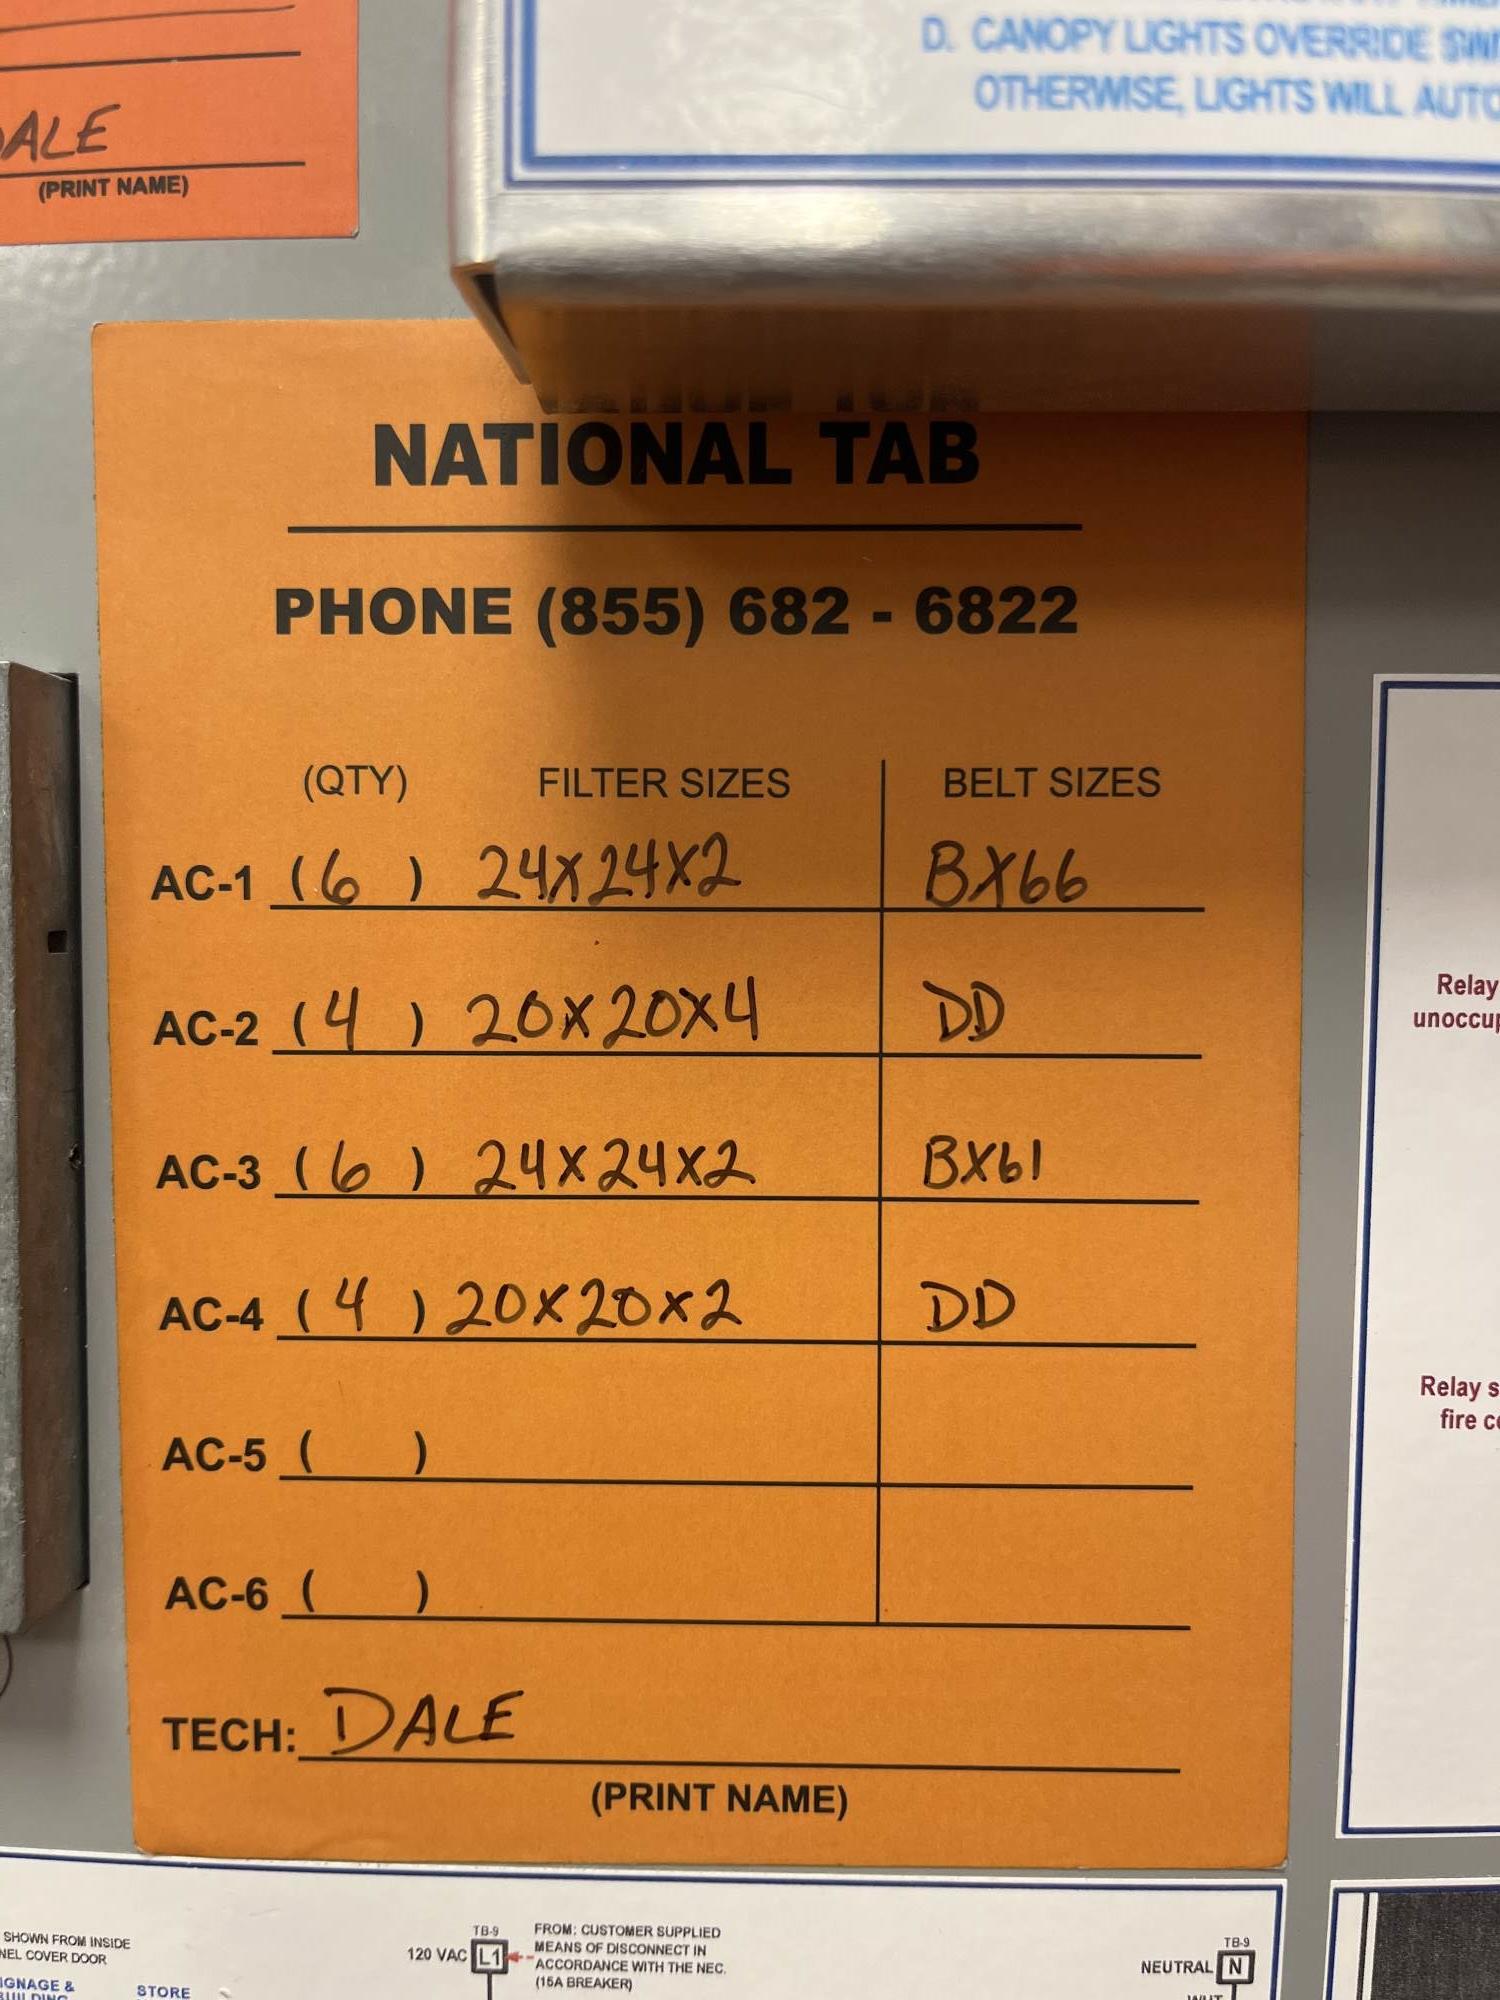 D. CANOPY LIGHTS OVERRIDE
OTHERWISE, LIGHTS WILL AUTO
DALE
(PRINT NAME)
NATIONAL TAB
PHONE (855) 682 - 6822
(QTY) FILTER SIZES BELT SIZES
AC-1 (6) 24X24X2 BX66
AC-2 (4) 20X20X4 DD
AC-3 (6) 24X24X2 BX61
AC-4 (4) 20X20X2 DD
AC-5 ( )
AC-6 ( )
TECH: DALE
(PRINT NAME)
Relay
Relay
SHOWN FROM INSIDE
COVER DOOR
STORE
TB-9
120 VAC L1
FROM: CUSTOMER SUPPLIED
MEANS OF DISCONNECT IN
ACCORDANCE WITH THE NEC.
(15A BREAKER)
TB-9
NEUTRAL N